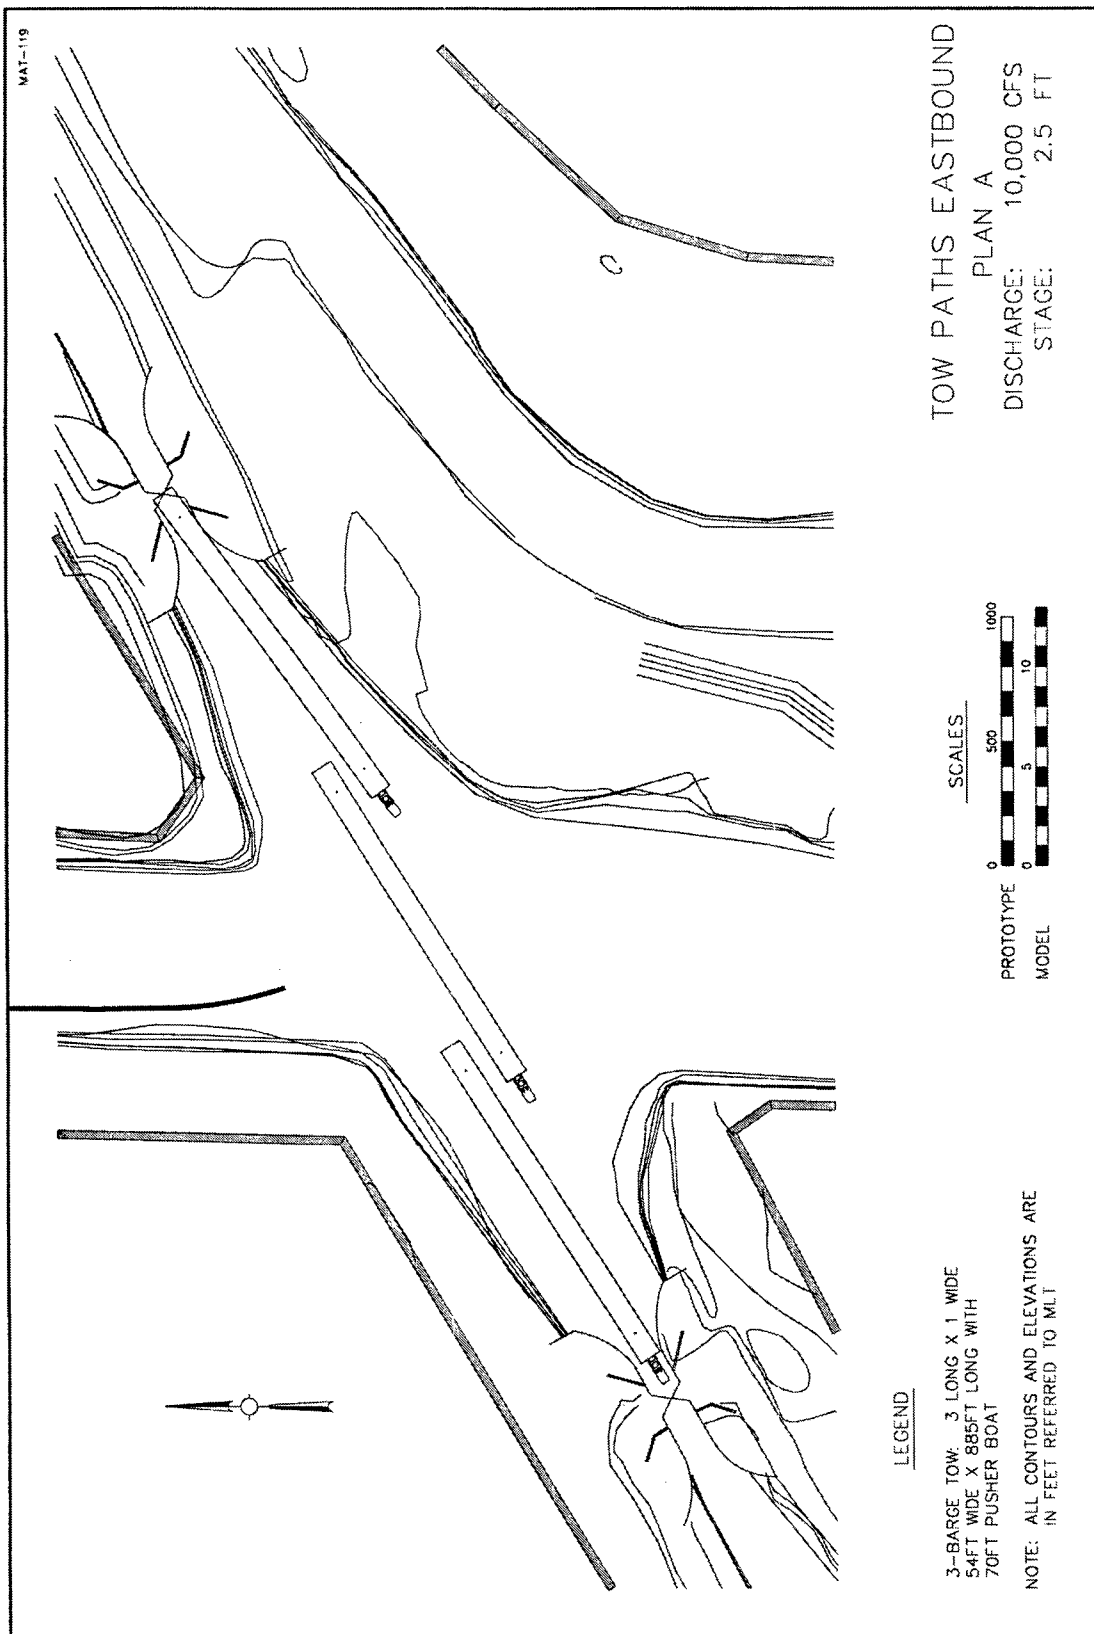 MAT-119
TOW PATHS EASTBOUND
PLAN A
DISCHARGE: 10,000 CFS
STAGE: 2.5 FT
SCALES
PROTOTYPE 0 500 1000
MODEL 0 5 10
LEGEND
3-BARGE TOW: 3 LONG X 1 WIDE
54FT WIDE X 885FT LONG WITH
70FT PUSHER BOAT
NOTE: ALL CONTOURS AND ELEVATIONS ARE
IN FEET REFERRED TO MLT